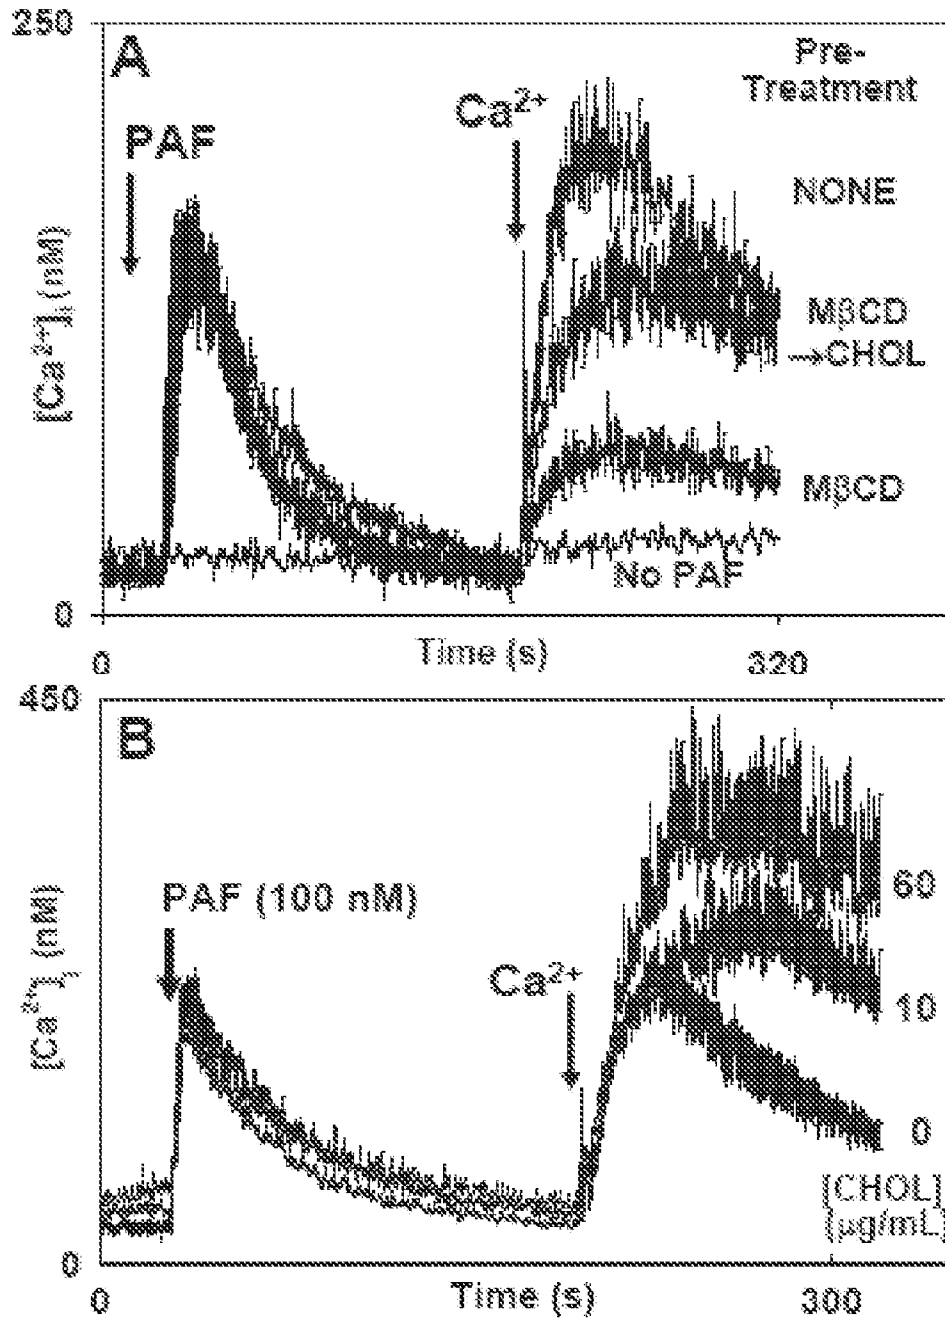 250
A
Pre-
Treatment
Ca²⁺
PAF
NONE
[Ca²⁺]ᵢ (nM)
MβCD
→CHOL
MβCD
No PAF
0
0
Time (s)
320
450
B
PAF (100 nM)
60
[Ca²⁺]ᵢ (nM)
Ca²⁺
10
0
[CHOL]
(µg/mL)
0
0
Time (s)
300